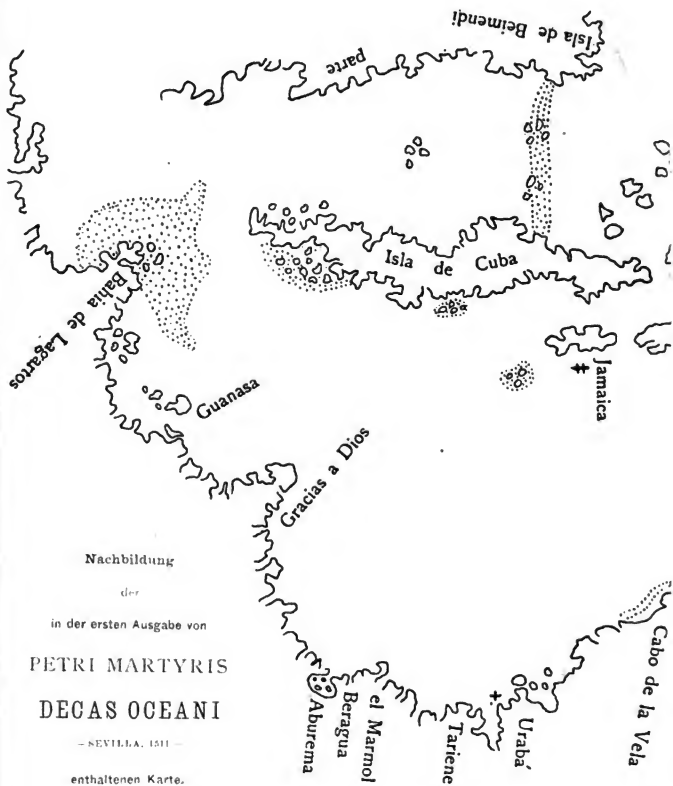 Isla de Beimendi
parte
Isla de Cuba
Bahia de Lagartos
Guanasa
Jamaica
Gracias a Dios
Cabo de la Vela
Aburema
Beragua
el Marmol
Tariene
Urabá
Nachbildung
der
in der ersten Ausgabe von
PETRI MARTYRIS
DECAS OCEANI
– SEVILLA, 1511 –
enthaltenen Karte.